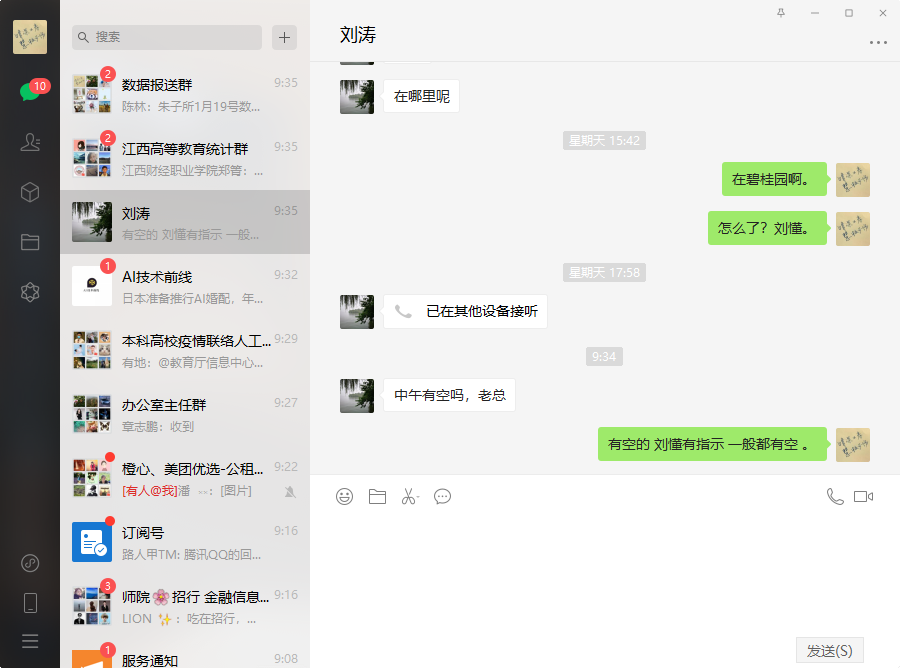 10
搜索
2
数据报送群
9:35
陈林：朱子所1月19号数...
2
江西高等教育统计群
9:35
江西财经职业学院郑管：...
刘涛
9:35
有空的 刘懂有指示 一般...
1
AI技术前线
9:32
日本准备推行AI婚配，年...
本科高校疫情联络人工...
9:29
有地：@教育厅信息中心...
办公室主任群
9:27
章志鹏：收到
橙心、美团优选-公租...
9:22
[有人@我]潘：[图片]
订阅号
9:16
路人甲TM: 腾讯QQ的回...
3
师院🌸招行 金融信息...
9:16
LION ✨：吃在招行，...
1
服务通知
9:08
刘涛
在哪里呢
星期天 15:42
在碧桂园啊。
怎么了？刘懂。
星期天 17:58
已在其他设备接听
9:34
中午有空吗，老总
有空的 刘懂有指示 一般都有空 。
发送(S)